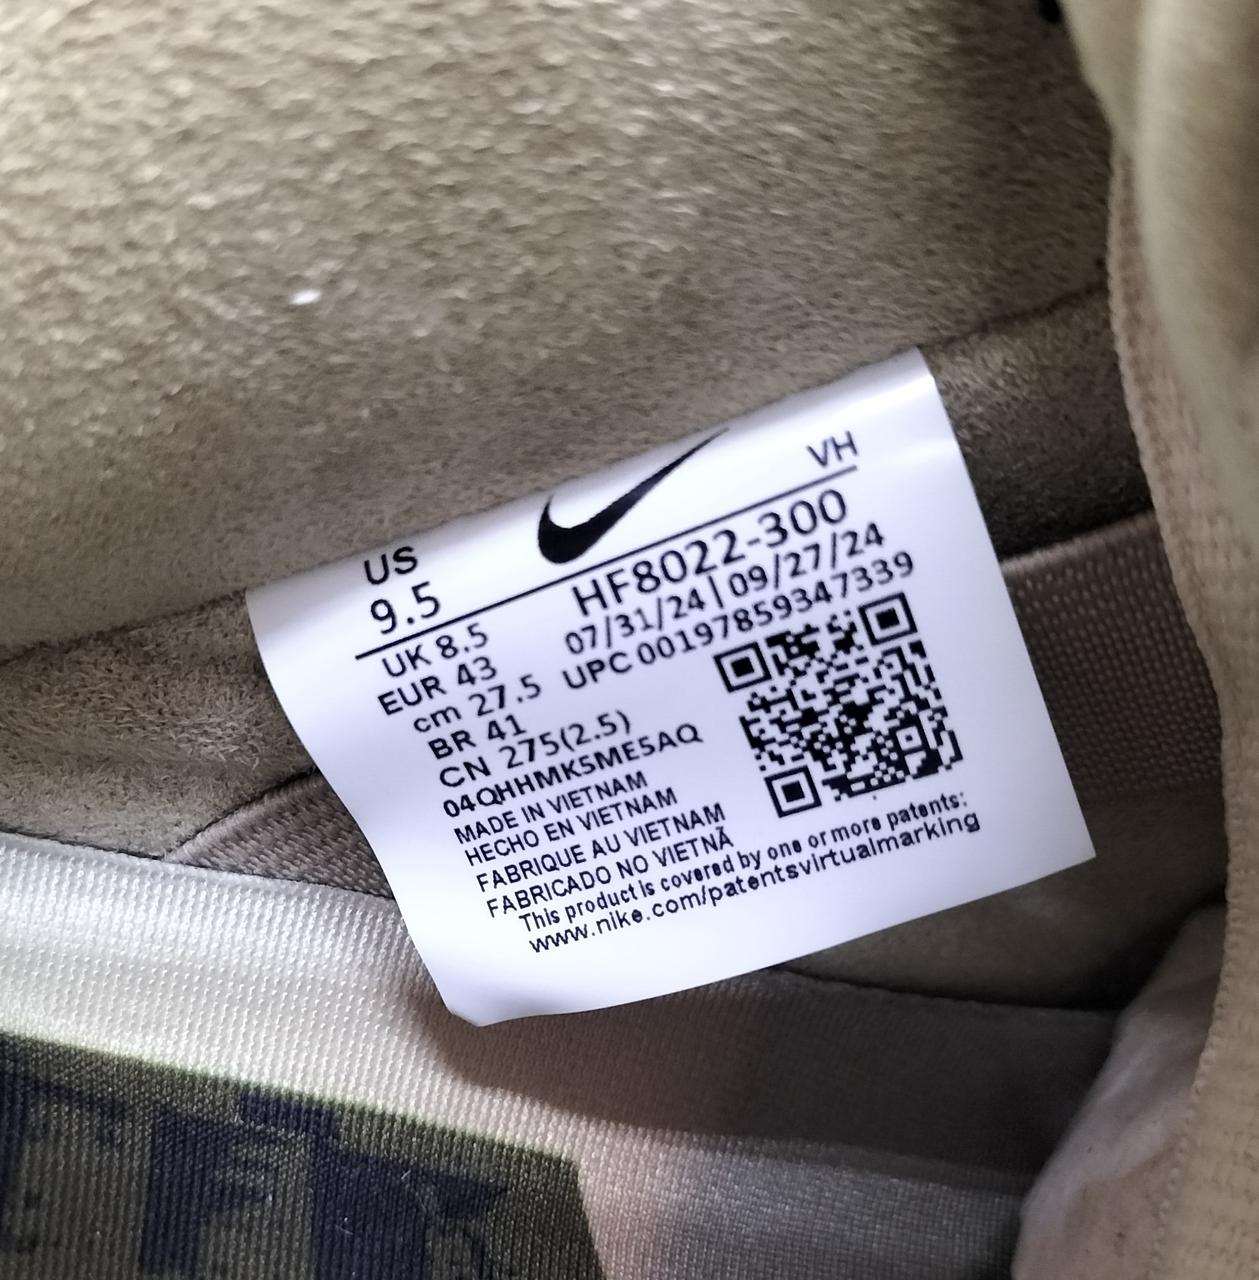 US
VH
9.5
HF8022-300
UK 8.5
07/31/24 | 09/27/24
EUR 43
UPC 00197859347339
cm 27.5
BR 41
CN 275(2.5)
04QHHMK5ME5AQ
MADE IN VIETNAM
HECHO EN VIETNAM
FABRIQUE AU VIETNAM
FABRICADO NO VIETNÃ
This product is covered by one or more patents:
www.nike.com/patentsvirtualmarking